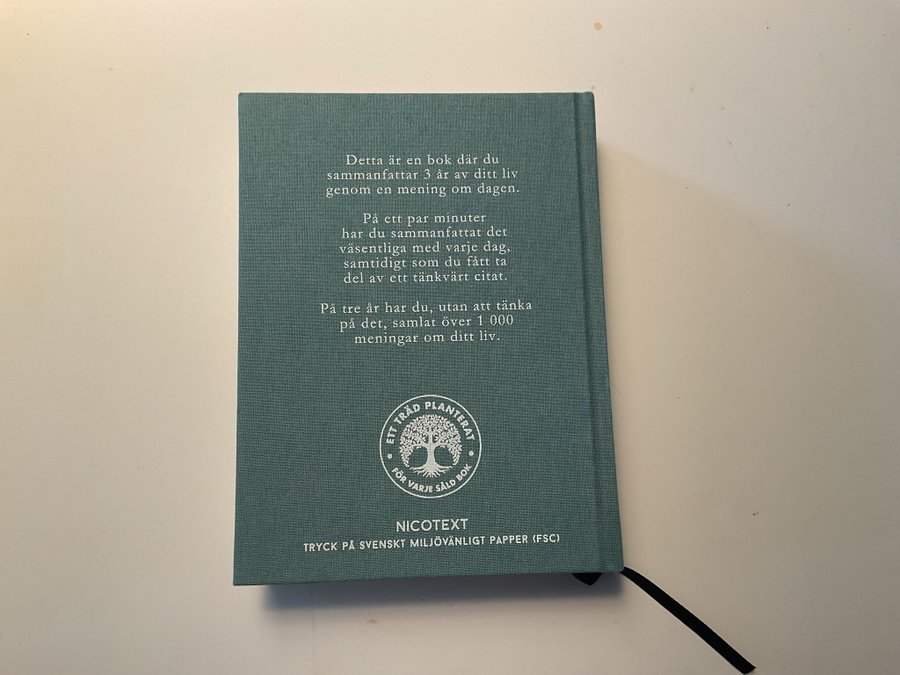 Detta är en bok där du
sammanfattar 3 år av ditt liv
genom en mening om dagen.
På ett par minuter
har du sammanfattat det
väsentliga med varje dag,
samtidigt som du fått ta
del av ett tänkvärt citat.
På tre år har du, utan att tänka
på det, samlat över 1 000
meningar om ditt liv.
ETT TRÄD PLANTERAT
FÖR VARJE SÅLD BOK
NICOTEXT
TRYCK PÅ SVENSKT MILJÖVÄNLIGT PAPPER (FSC)